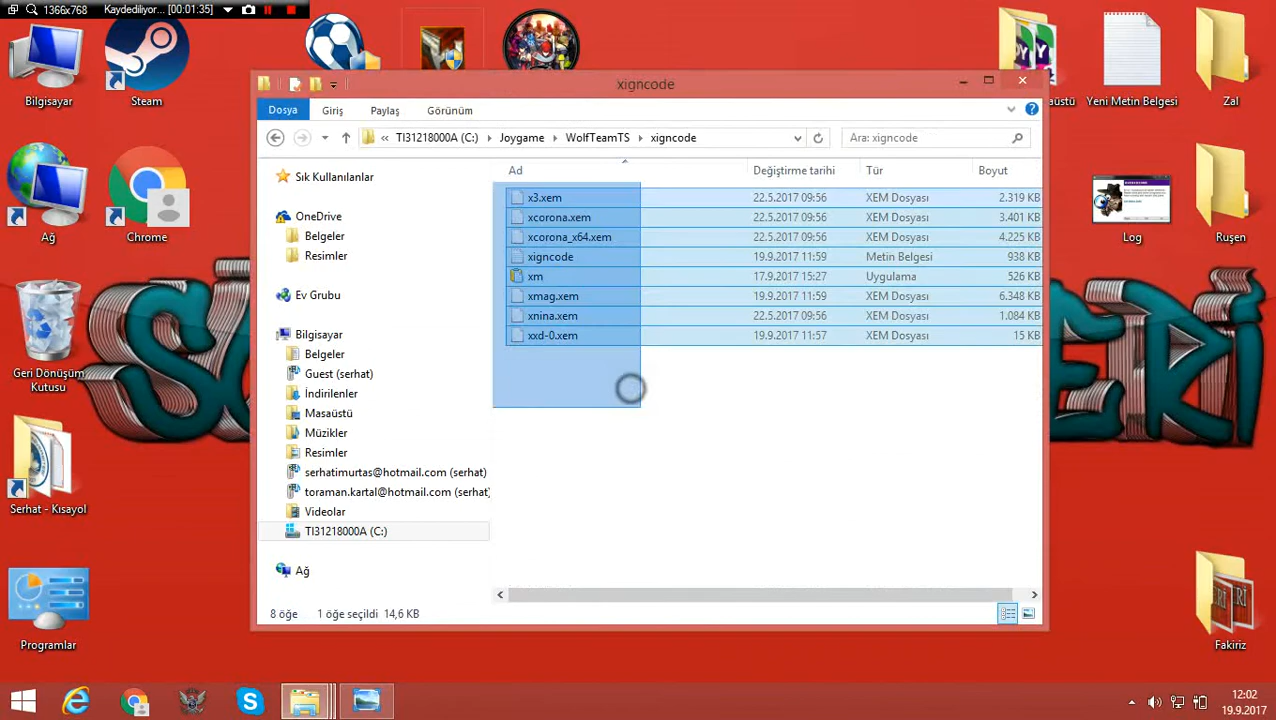 1366x768 Kaydediliyor... [00:01:35]
Bilgisayar
Steam
Ağ
Chrome
Geri Dönüşüm
Kutusu
Serhat - Kısayol
Programlar
xigncode
Dosya Giriş Paylaş Görünüm
« TI31218000A (C:) Joygame WolfTeamTS xigncode
Ara: xigncode
Sık Kullanılanlar
OneDrive
Belgeler
Resimler
Ev Grubu
Bilgisayar
Belgeler
Guest (serhat)
İndirilenler
Masaüstü
Müzikler
Resimler
serhatimurtas@hotmail.com (serhat)
toraman.kartal@hotmail.com (serhat)
Videolar
TI31218000A (C:)
Ağ
Ad Değiştirme tarihi Tür Boyut
x3.xem 22.5.2017 09:56 XEM Dosyası 2.319 KB
xcorona.xem 22.5.2017 09:56 XEM Dosyası 3.401 KB
xcorona_x64.xem 22.5.2017 09:56 XEM Dosyası 4.225 KB
xigncode 19.9.2017 11:59 Metin Belgesi 938 KB
xm 17.9.2017 15:27 Uygulama 526 KB
xmag.xem 19.9.2017 11:59 XEM Dosyası 6.348 KB
xnina.xem 22.5.2017 09:56 XEM Dosyası 1.084 KB
xxd-0.xem 19.9.2017 11:57 XEM Dosyası 15 KB
8 öğe 1 öğe seçildi 14,6 KB
Yeni Metin Belgesi
Zal
Log
Ruşen
Fakiriz
12:02
19.9.2017